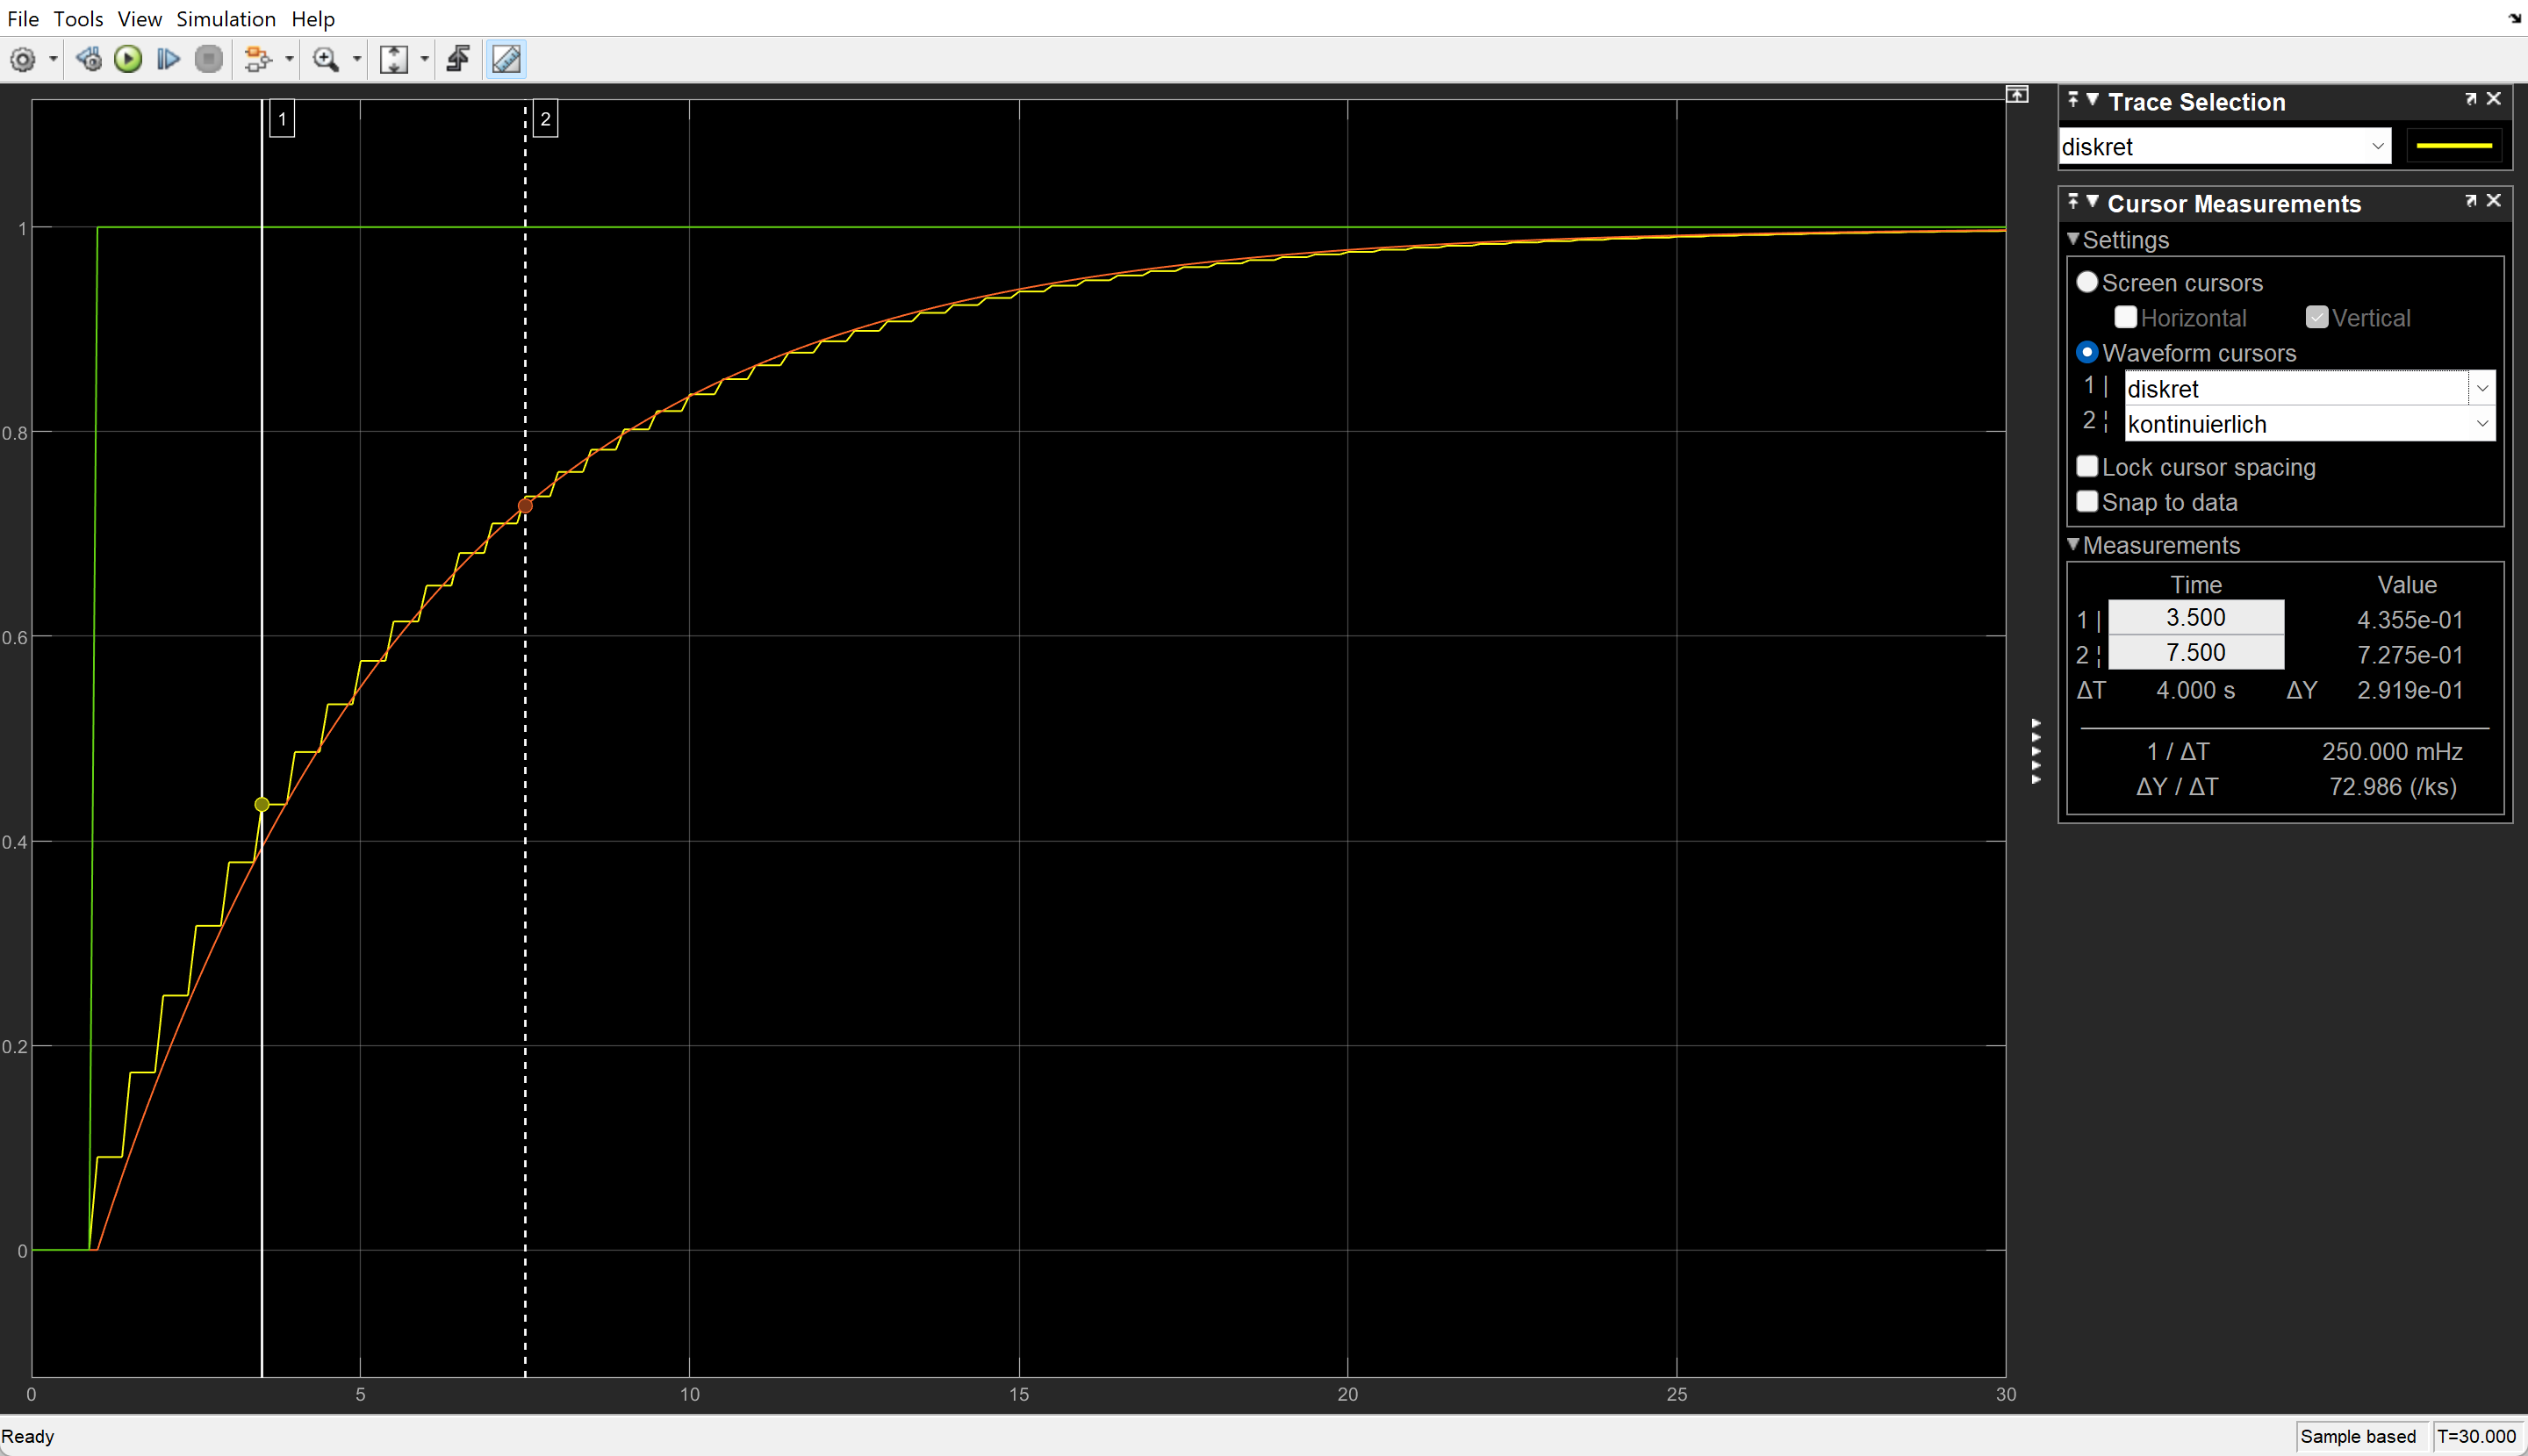 File Tools View Simulation Help
1
2
1
0.8
0.6
0.4
0.2
0
0 5 10 15 20 25 30
Trace Selection
diskret
Cursor Measurements
Settings
Screen cursors
Horizontal Vertical
Waveform cursors
1 | diskret
2 ¦ kontinuierlich
Lock cursor spacing
Snap to data
Measurements
Time Value
1 | 3.500 4.355e-01
2 ¦ 7.500 7.275e-01
ΔT 4.000 s ΔY 2.919e-01
1 / ΔT 250.000 mHz
ΔY / ΔT 72.986 (/ks)
Ready Sample based T=30.000